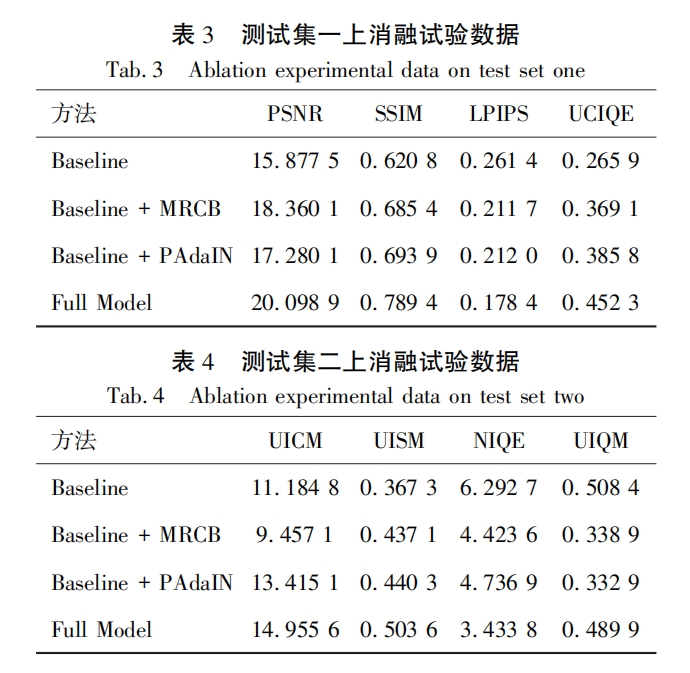 表 3 测试集一上消融试验数据
Tab. 3 Ablation experimental data on test set one
方法 PSNR SSIM LPIPS UCIQE
Baseline 15. 877 5 0. 620 8 0. 261 4 0. 265 9
Baseline + MRCB 18. 360 1 0. 685 4 0. 211 7 0. 369 1
Baseline + PAdaIN 17. 280 1 0. 693 9 0. 212 0 0. 385 8
Full Model 20. 098 9 0. 789 4 0. 178 4 0. 452 3
表 4 测试集二上消融试验数据
Tab. 4 Ablation experimental data on test set two
方法 UICM UISM NIQE UIQM
Baseline 11. 184 8 0. 367 3 6. 292 7 0. 508 4
Baseline + MRCB 9. 457 1 0. 437 1 4. 423 6 0. 338 9
Baseline + PAdaIN 13. 415 1 0. 440 3 4. 736 9 0. 332 9
Full Model 14. 955 6 0. 503 6 3. 433 8 0. 489 9